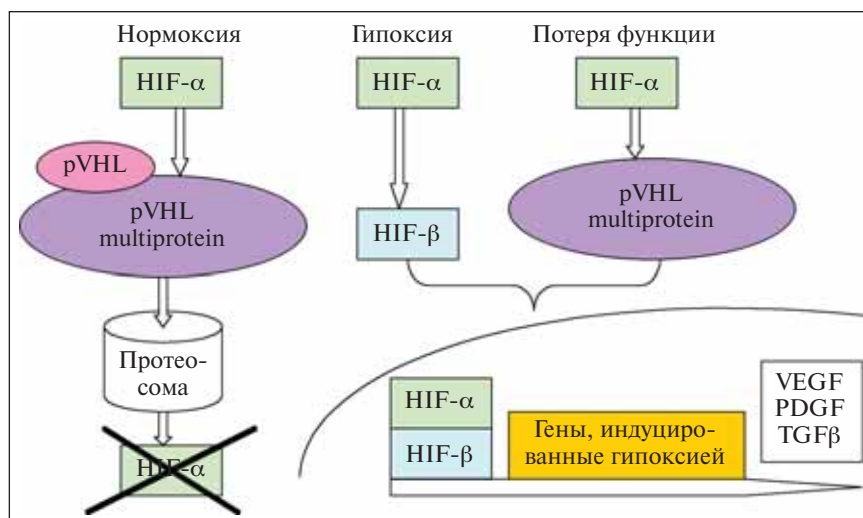 Нормоксия
Гипоксия
Потеря функции
HIF-α
HIF-α
HIF-α
pVHL
pVHL
multiprotein
HIF-β
pVHL
multiprotein
Протео-
сома
HIF-α
HIF-α
HIF-β
Гены, индуциро-
ванные гипоксией
VEGF
PDGF
TGFβ